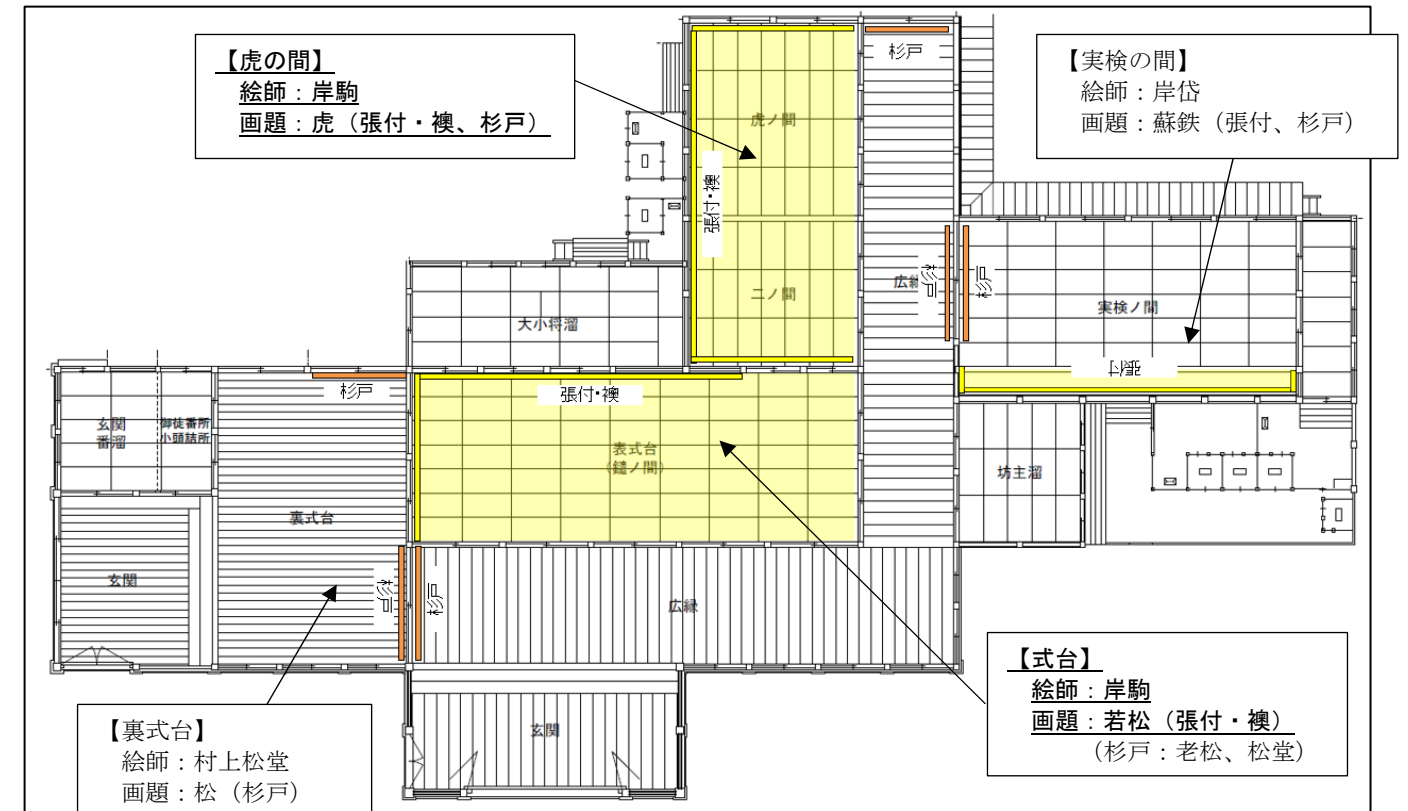 【虎の間】
絵師：岸駒
画題：虎（張付・襖、杉戸）
杉戸
【実検の間】
絵師：岸岱
画題：蘇鉄（張付、杉戸）
虎ノ間
張付・襖
二ノ間
広縁
杉戸
杉戸
実検ノ間
張付
大小将溜
杉戸
張付・襖
玄関
番溜
御徒番所
小頭詰所
表式台
（鑓ノ間）
坊主溜
裏式台
玄関
杉戸
杉戸
広縁
【式台】
絵師：岸駒
画題：若松（張付・襖）
（杉戸：老松、松堂）
玄関
【裏式台】
絵師：村上松堂
画題：松（杉戸）